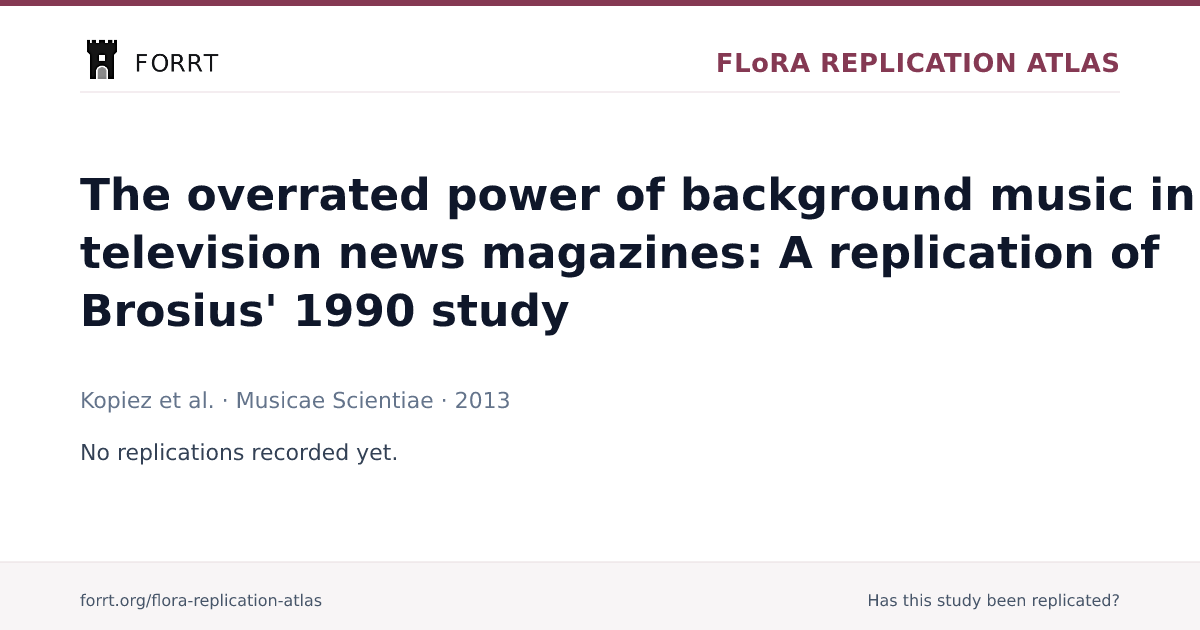 FORRT
FLoRA REPLICATION ATLAS
The overrated power of background music in
television news magazines: A replication of
Brosius' 1990 study
Kopiez et al. · Musicae Scientiae · 2013
No replications recorded yet.
forrt.org/flora-replication-atlas
Has this study been replicated?